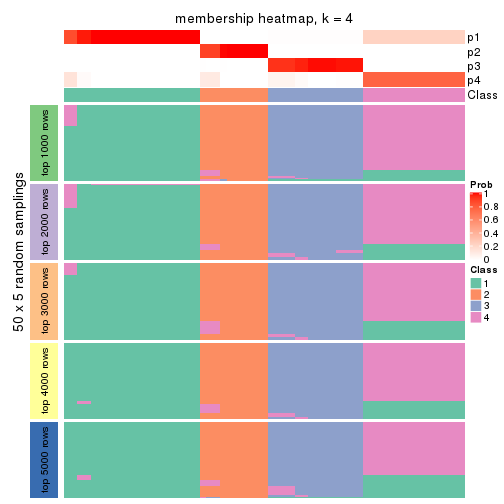 membership heatmap, k = 4
p1
p2
p3
p4
Class
50 x 5 random samplings
top 1000 rows
top 2000 rows
top 3000 rows
top 4000 rows
top 5000 rows
Prob
1
0.8
0.6
0.4
0.2
0
Class
1
2
3
4